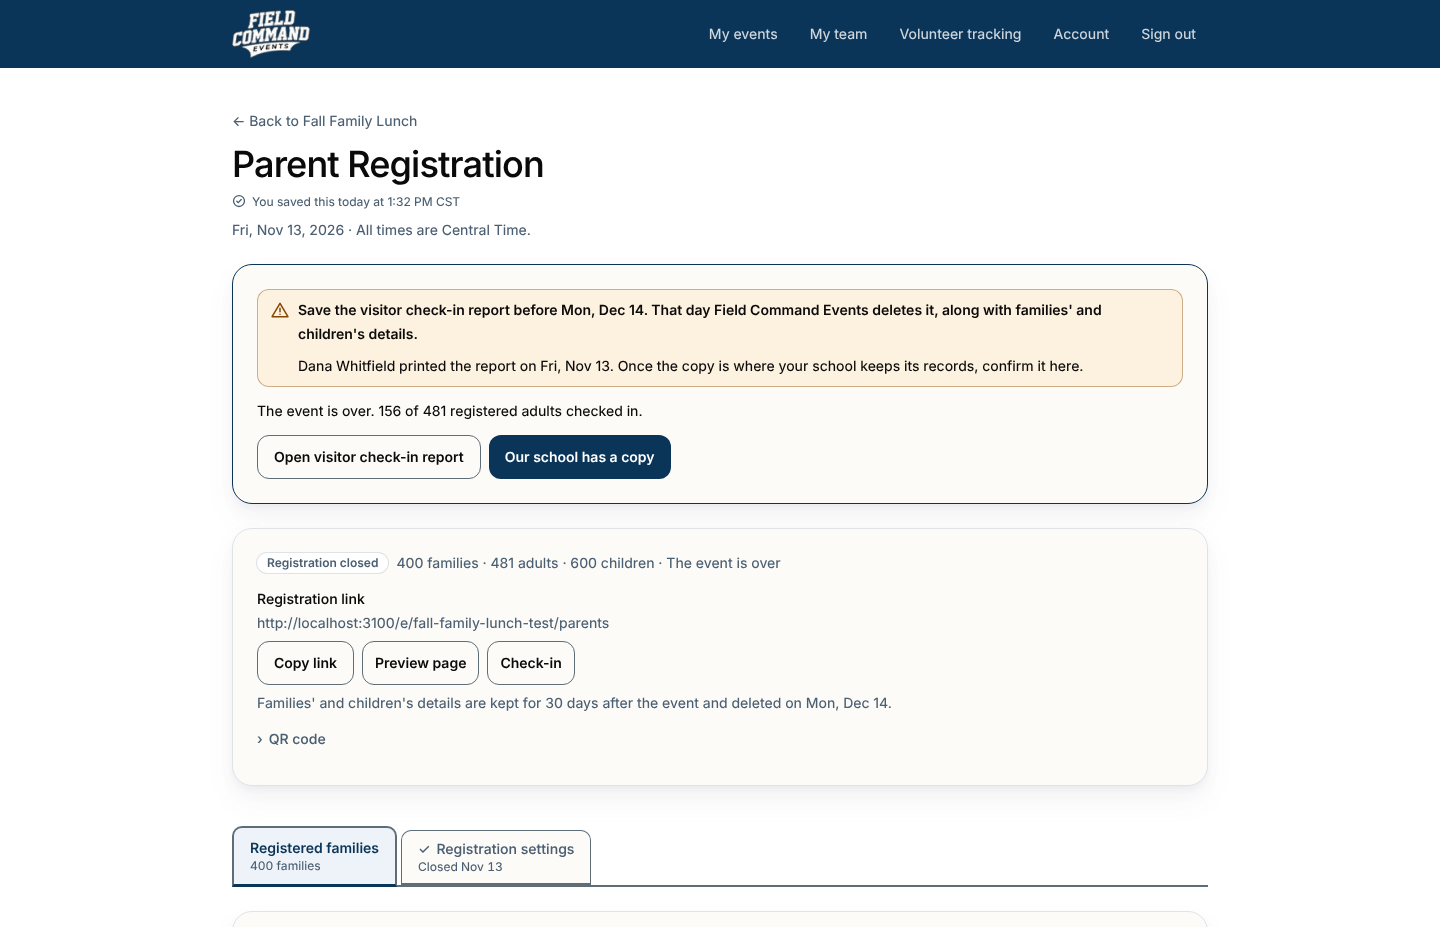 FIELD
COMMAND
EVENTS
My events
My team
Volunteer tracking
Account
Sign out
← Back to Fall Family Lunch
Parent Registration
You saved this today at 1:32 PM CST
Fri, Nov 13, 2026 · All times are Central Time.
Save the visitor check-in report before Mon, Dec 14. That day Field Command Events deletes it, along with families' and
children's details.
Dana Whitfield printed the report on Fri, Nov 13. Once the copy is where your school keeps its records, confirm it here.
The event is over. 156 of 481 registered adults checked in.
Open visitor check-in report
Our school has a copy
Registration closed
400 families · 481 adults · 600 children · The event is over
Registration link
http://localhost:3100/e/fall-family-lunch-test/parents
Copy link
Preview page
Check-in
Families' and children's details are kept for 30 days after the event and deleted on Mon, Dec 14.
› QR code
Registered families
400 families
✓ Registration settings
Closed Nov 13